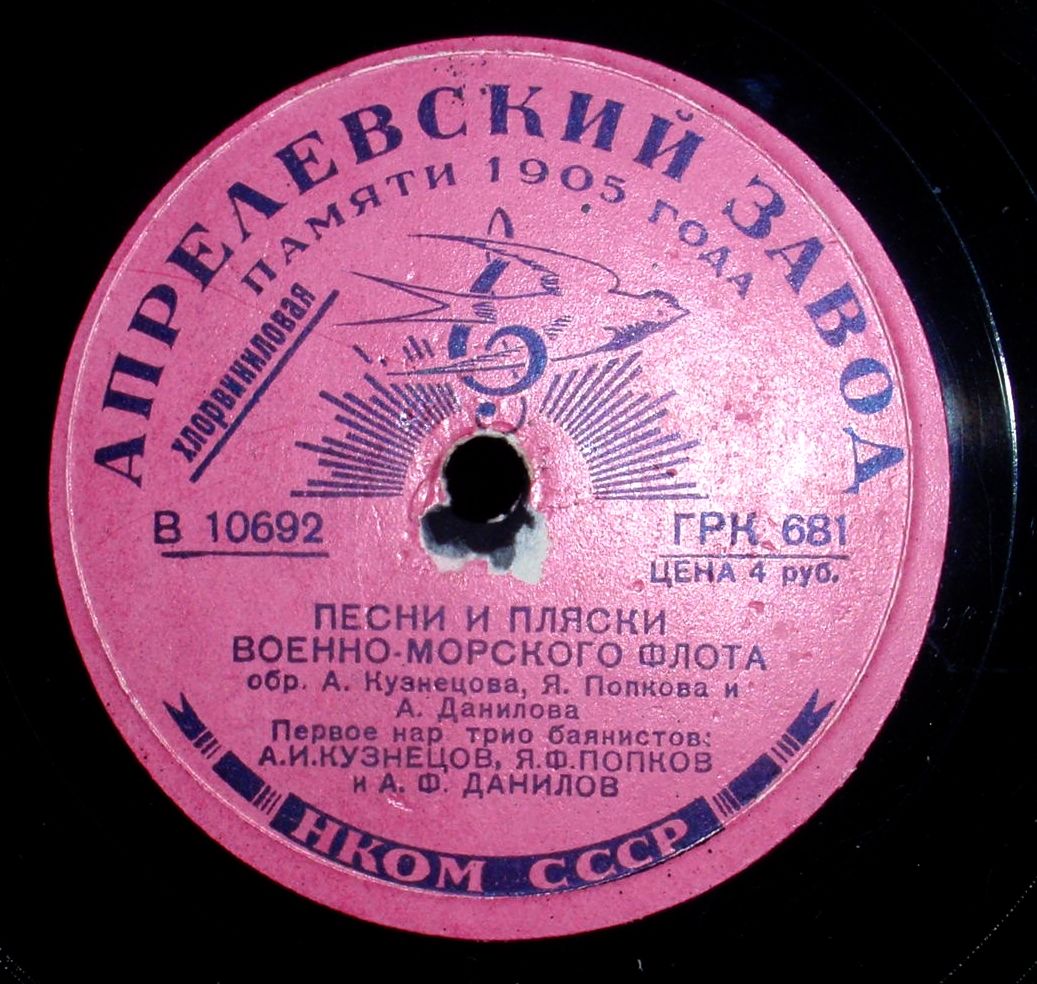 АПРЕЛЕВСКИЙ ЗАВОД
ПАМЯТИ 1905 ГОДА
ХЛОРВИНИЛОВАЯ
В 10692
ГРК 681
ЦЕНА 4 руб.
ПЕСНИ И ПЛЯСКИ
ВОЕННО-МОРСКОГО ФЛОТА
обр. А. Кузнецова, Я. Попкова и
А. Данилова
Первое нар. трио баянистов:
А.И.КУЗНЕЦОВ, Я.Ф.ПОПКОВ
и А. Ф. ДАНИЛОВ
НКОМ СССР